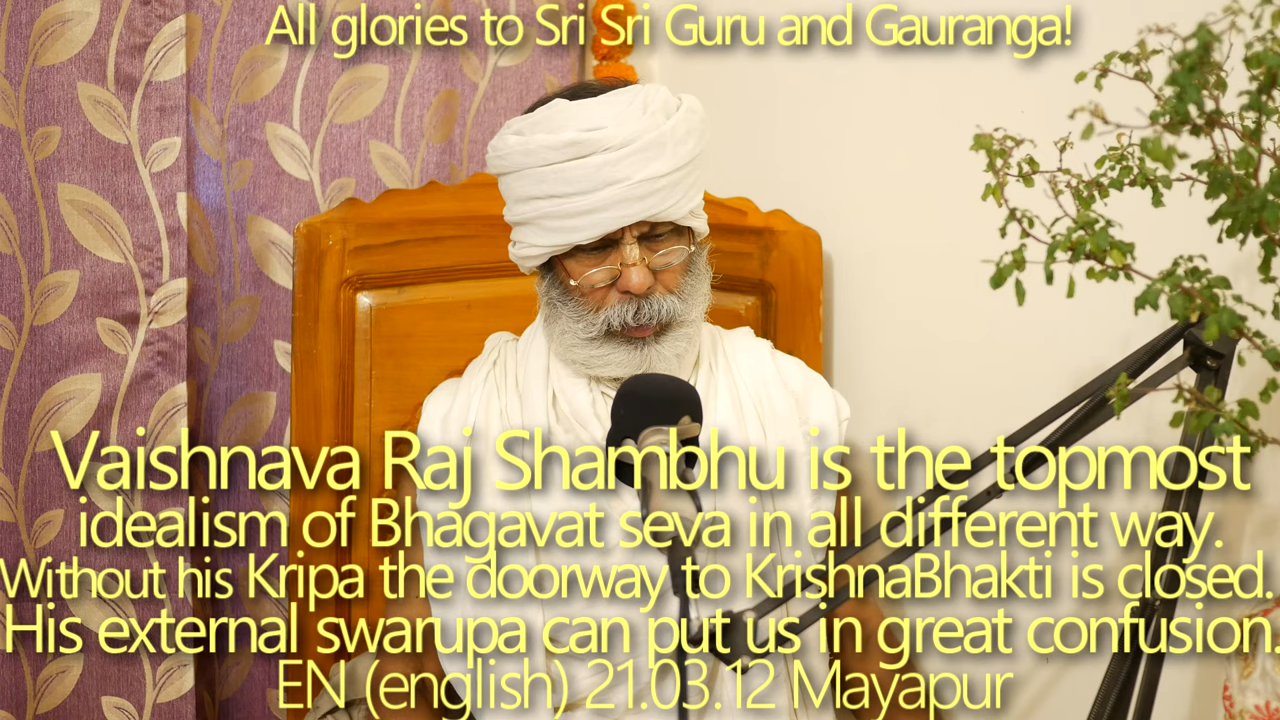 All glories to Sri Sri Guru and Gauranga!
Vaishnava Raj Shambhu is the topmost
idealism of Bhagavat seva in all different way.
Without his Kripa the doorway to KrishnaBhakti is closed.
His external swarupa can put us in great confusion.
EN (english) 21.03.12 Mayapur